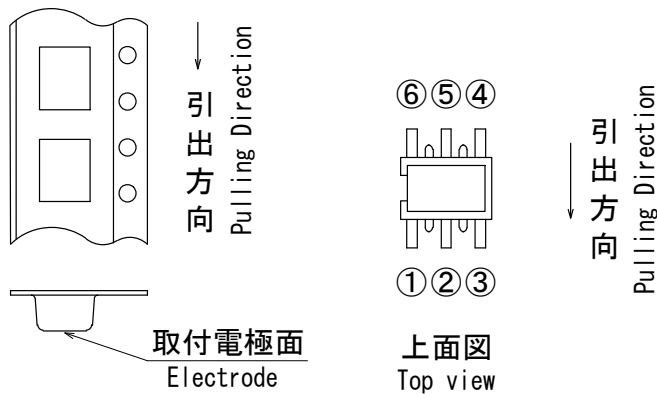 引出方向
Pulling Direction
取付電極面
Electrode
⑥⑤④
①②③
上面図
Top view
引出方向
Pulling Direction